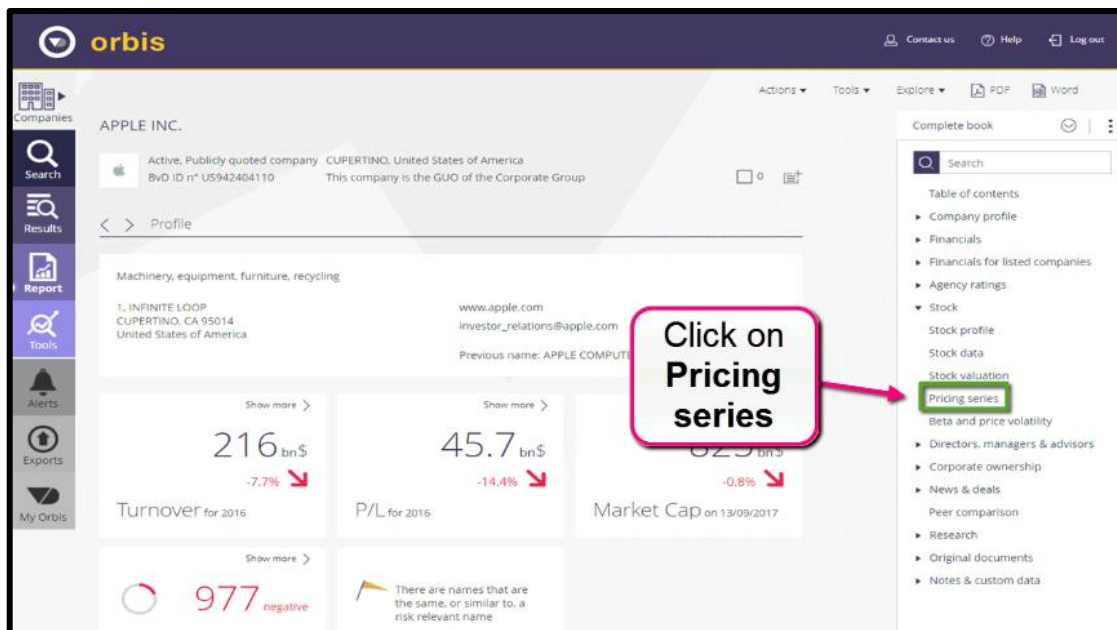 orbis
Contact us
Help
Log out
Companies
Search
Results
Report
Tools
Alerts
Exports
My Orbis
Actions
Tools
Explore
PDF
Word
APPLE INC.
Active, Publicly quoted company CUPERTINO, United States of America
BvD ID n° US942404110 This company is the GUO of the Corporate Group
0
Profile
Machinery, equipment, furniture, recycling
1, INFINITE LOOP
CUPERTINO, CA 95014
United States of America
www.apple.com
investor_relations@apple.com
Previous name: APPLE COMPUT
Show more
216 bn$
-7.7%
Turnover for 2016
Show more
45.7 bn$
-14.4%
P/L for 2016
bn$
-0.8%
Market Cap on 13/09/2017
Show more
977 negative
There are names that are
the same, or similar to, a
risk relevant name
Click on
Pricing
series
Complete book
Search
Table of contents
Company profile
Financials
Financials for listed companies
Agency ratings
Stock
Stock profile
Stock data
Stock valuation
Pricing series
Beta and price volatility
Directors, managers & advisors
Corporate ownership
News & deals
Peer comparison
Research
Original documents
Notes & custom data